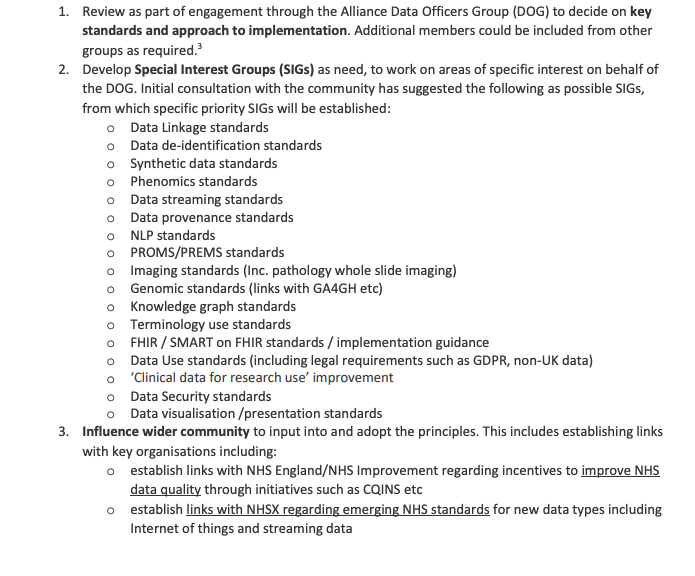 1. Review as part of engagement through the Alliance Data Officers Group (DOG) to decide on key
standards and approach to implementation. Additional members could be included from other
groups as required.³
2. Develop Special Interest Groups (SIGs) as need, to work on areas of specific interest on behalf of
the DOG. Initial consultation with the community has suggested the following as possible SIGs,
from which specific priority SIGs will be established:
o Data Linkage standards
o Data de-identification standards
o Synthetic data standards
o Phenomics standards
o Data streaming standards
o Data provenance standards
o NLP standards
o PROMS/PREMS standards
o Imaging standards (Inc. pathology whole slide imaging)
o Genomic standards (links with GA4GH etc)
o Knowledge graph standards
o Terminology use standards
o FHIR / SMART on FHIR standards / implementation guidance
o Data Use standards (including legal requirements such as GDPR, non-UK data)
o ‘Clinical data for research use’ improvement
o Data Security standards
o Data visualisation /presentation standards
3. Influence wider community to input into and adopt the principles. This includes establishing links
with key organisations including:
o establish links with NHS England/NHS Improvement regarding incentives to improve NHS
data quality through initiatives such as CQINS etc
o establish links with NHSX regarding emerging NHS standards for new data types including
Internet of things and streaming data